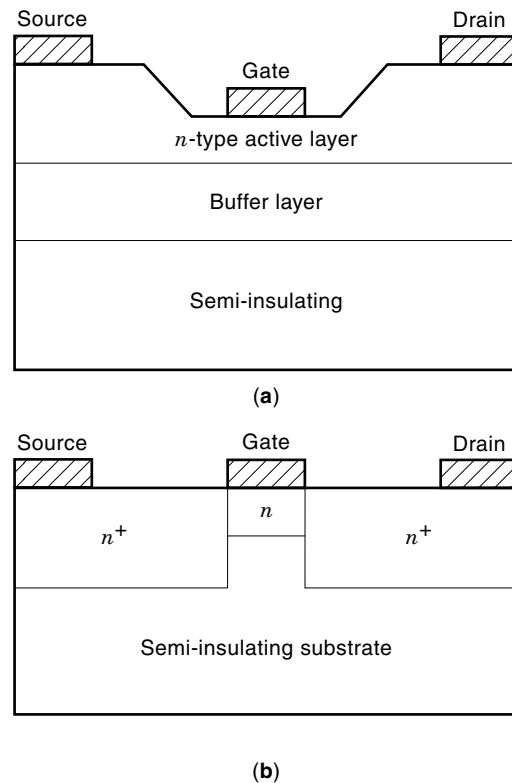 Source Drain
Gate
n-type active layer
Buffer layer
Semi-insulating
(a)
Source Gate Drain
n
n+ n+
Semi-insulating substrate
(b)